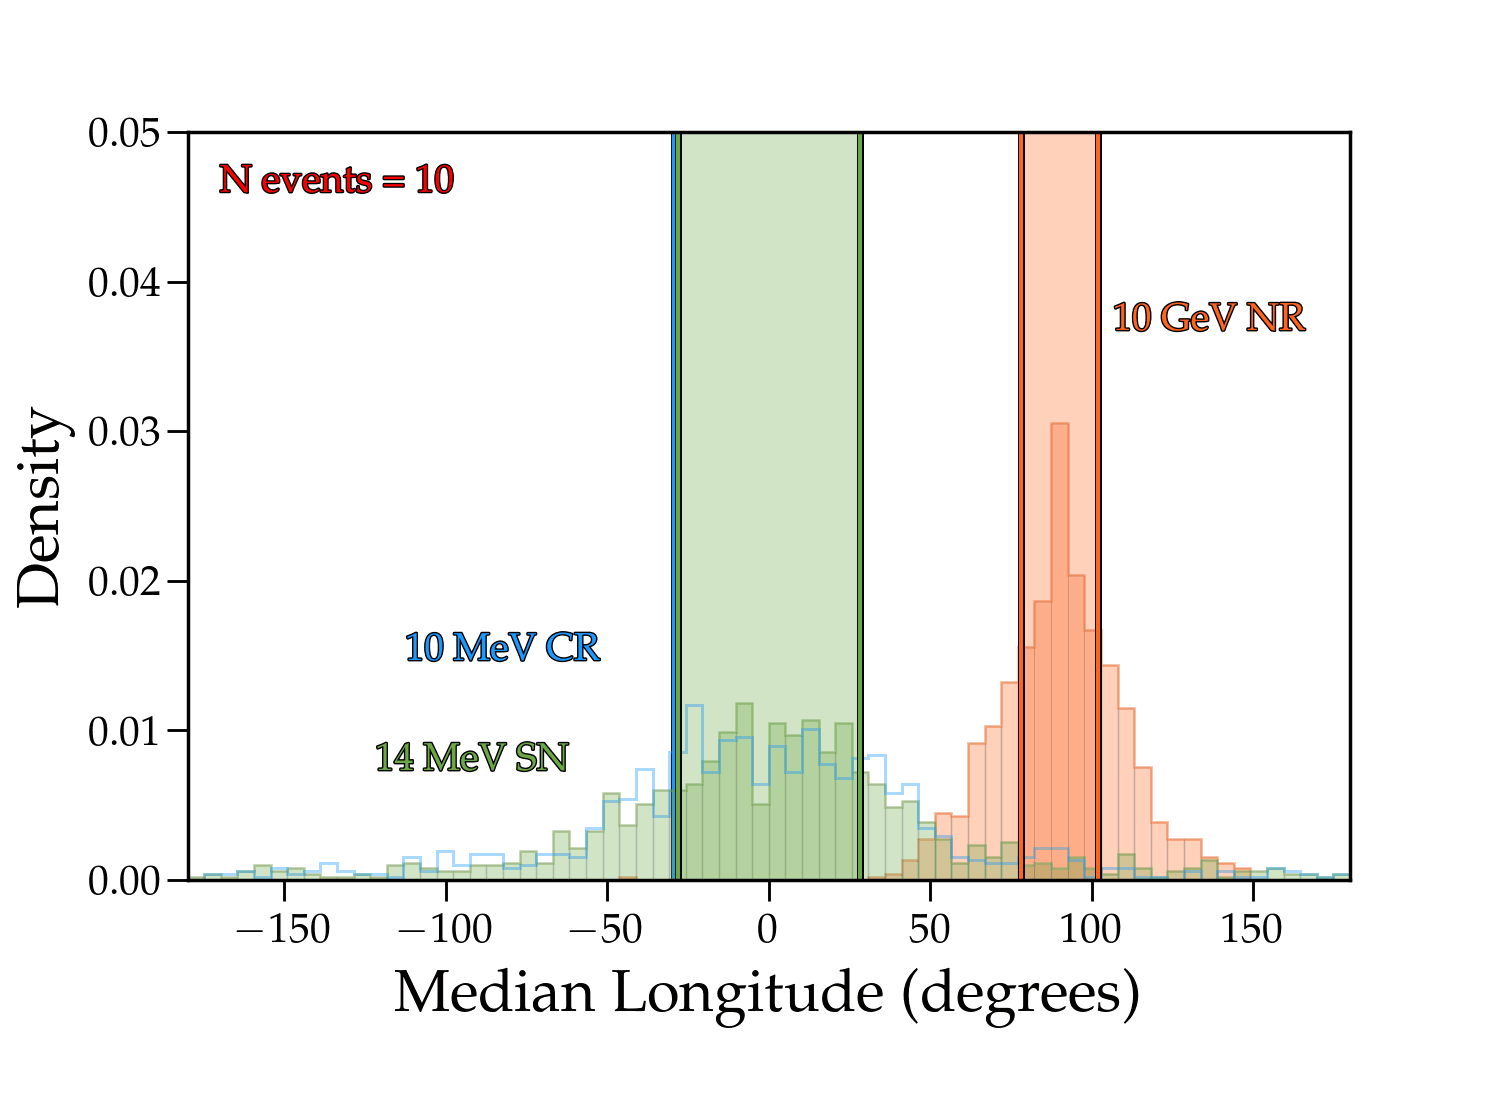 0.05
N events = 10
0.04
10 GeV NR
0.03
Density
0.02
10 MeV CR
0.01
14 MeV SN
0.00
−150 −100 −50 0 50 100 150
Median Longitude (degrees)